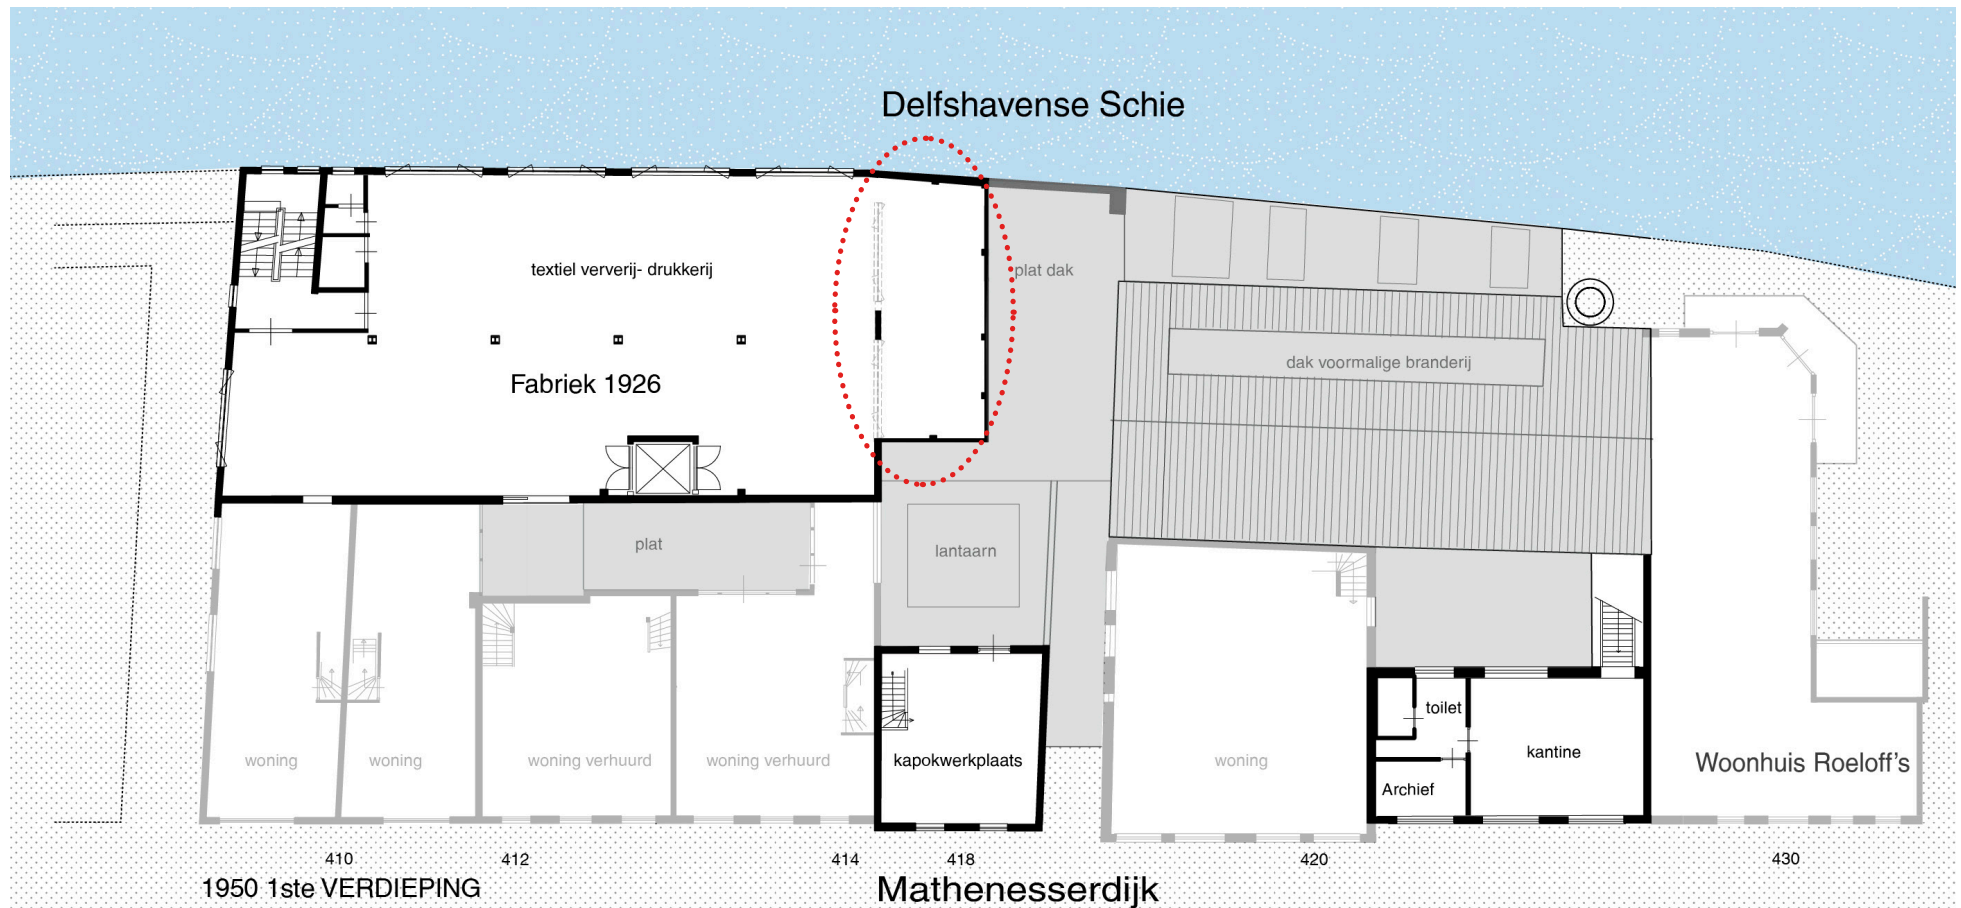 Delfshavense Schie
textiel ververij- drukkerij
plat dak
dak voormalige branderij
Fabriek 1926
plat
lantaarn
toilet
kantine
woning
woning
woning verhuurd
woning verhuurd
kapokwerkplaats
woning
Archief
Woonhuis Roeloff's
410
412
414
418
420
430
1950 1ste VERDIEPING
Mathenesserdijk